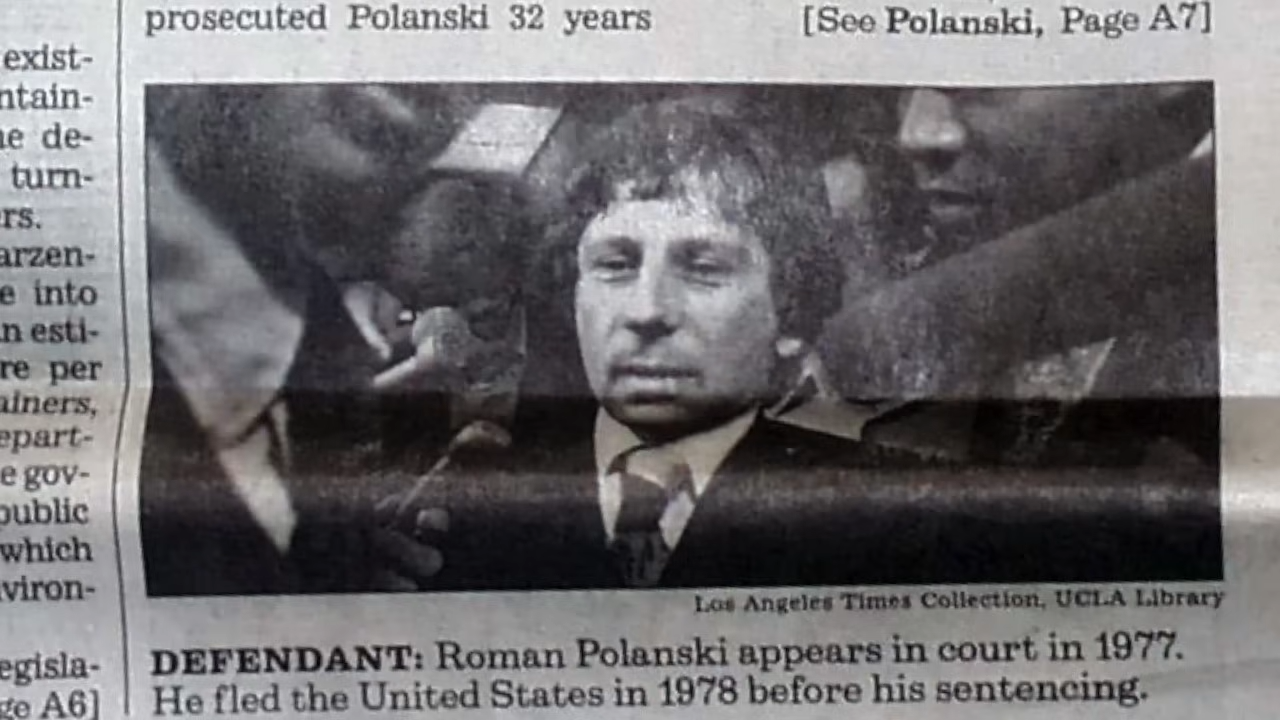 exist-
ntain-
ne de-
turn-
rs.
arzen-
e into
n esti-
re per
ainers,
epart-
e gov-
public
which
viron-
egisla-
ge A6]
prosecuted Polanski 32 years
[See Polanski, Page A7]
Los Angeles Times Collection, UCLA Library
DEFENDANT: Roman Polanski appears in court in 1977.
He fled the United States in 1978 before his sentencing.